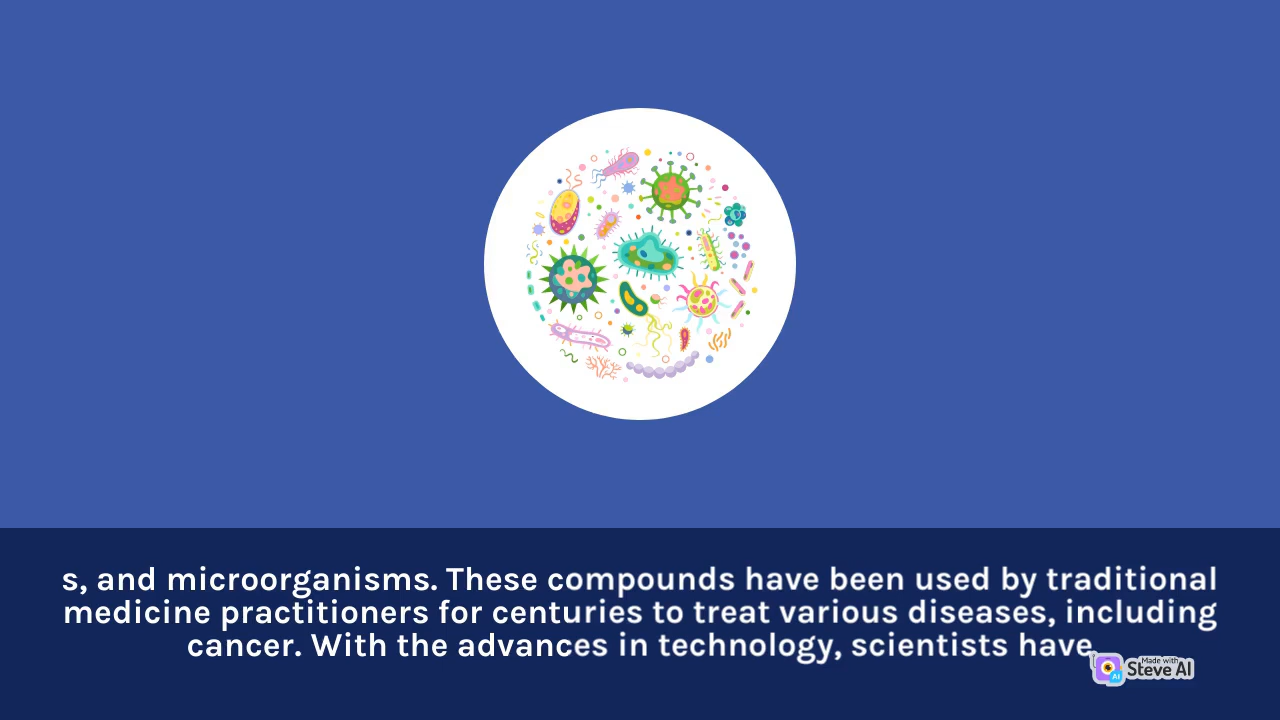 s, and microorganisms. These compounds have been used by traditional
medicine practitioners for centuries to treat various diseases, including
cancer. With the advances in technology, scientists have
Made with
AI
Steve AI